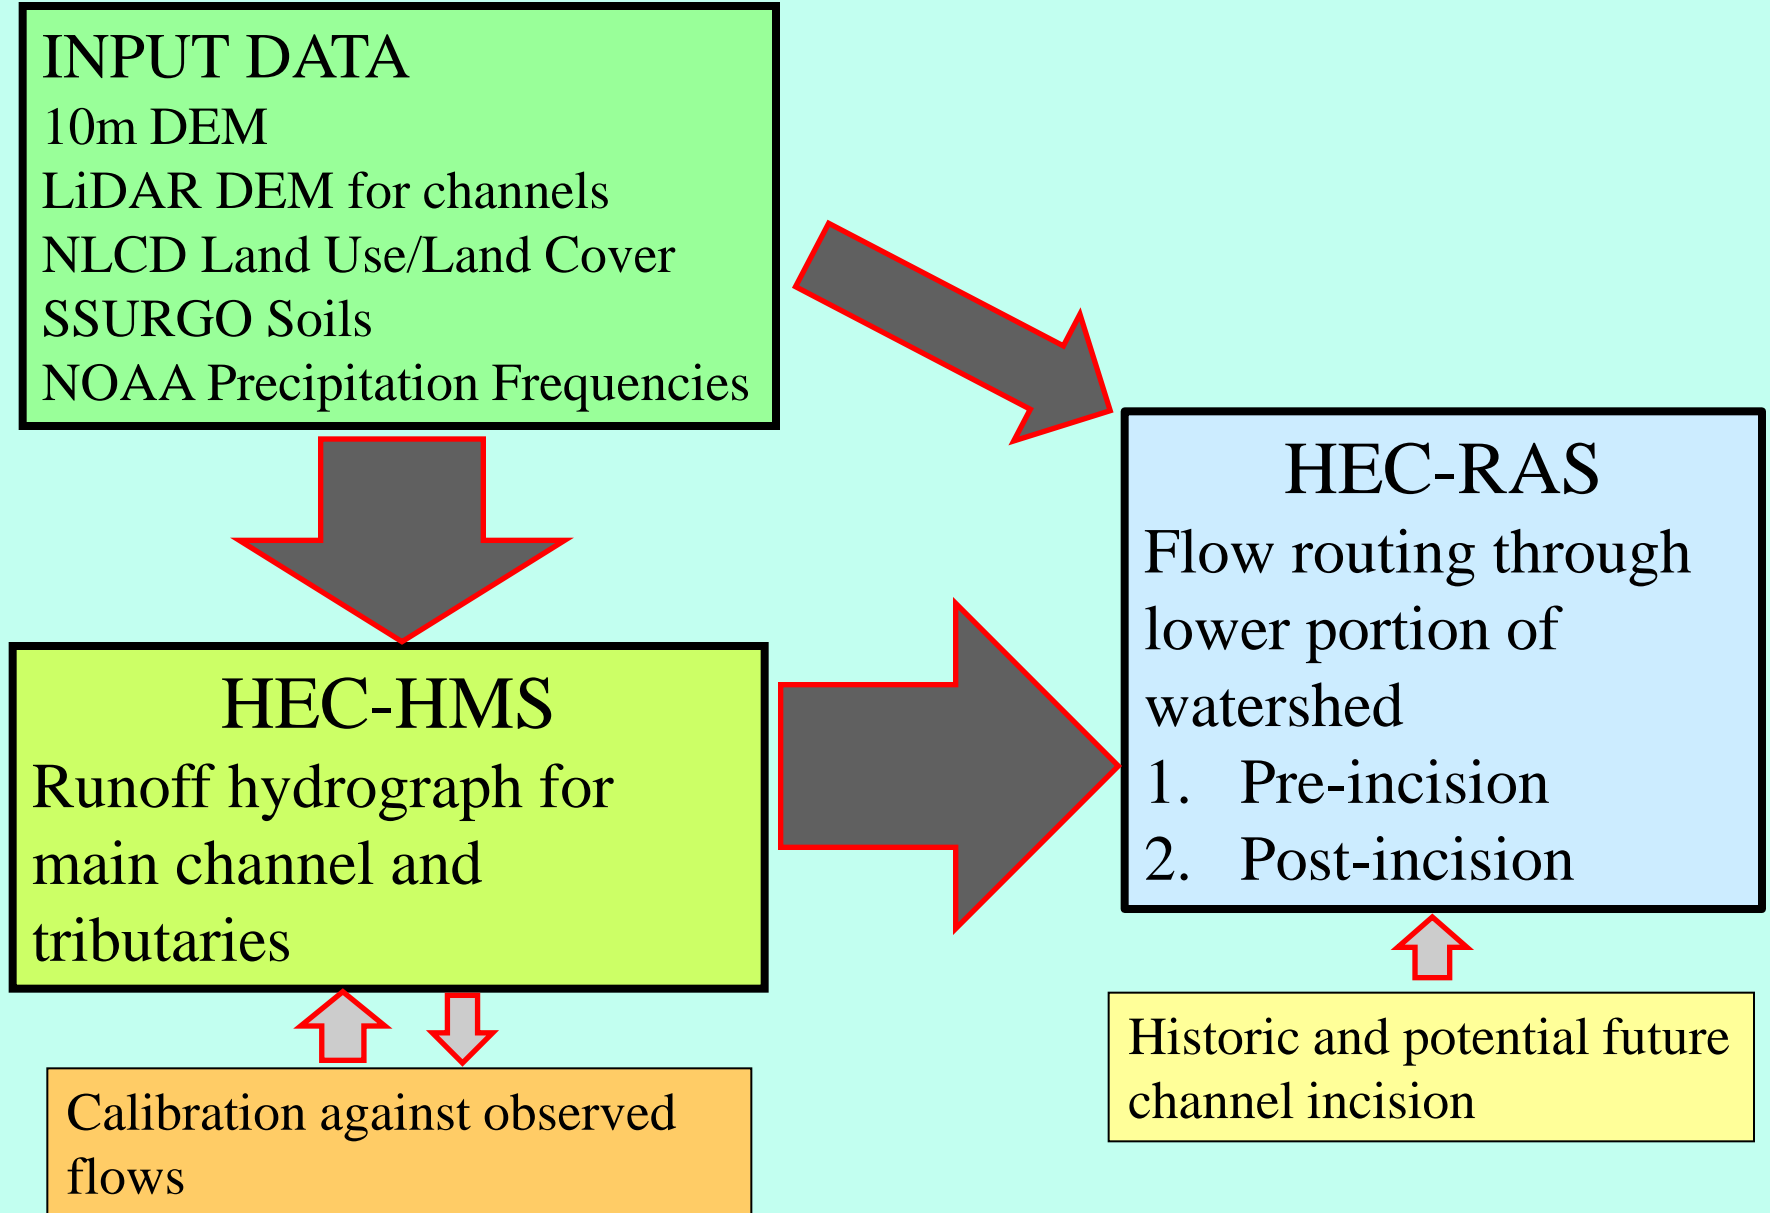 INPUT DATA
10m DEM
LiDAR DEM for channels
NLCD Land Use/Land Cover
SSURGO Soils
NOAA Precipitation Frequencies
HEC-HMS
Runoff hydrograph for
main channel and
tributaries
Calibration against observed
flows
HEC-RAS
Flow routing through
lower portion of
watershed
1. Pre-incision
2. Post-incision
Historic and potential future
channel incision